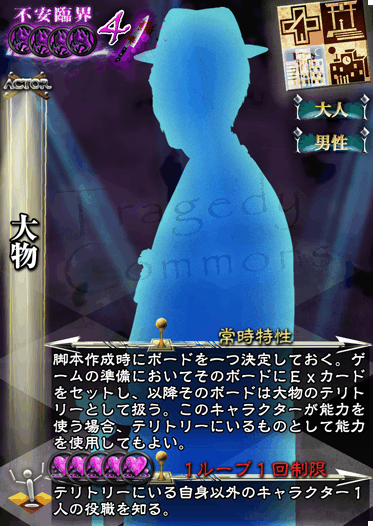 不安臨界
4
ACTOR
大人
男性
大物
Tragedy
Commons
常時特性
脚本作成時にボードを一つ決定しておく。ゲ
ームの準備においてそのボードにＥｘカード
をセットし、以降そのボードは大物のテリト
リーとして扱う。このキャラクターが能力を
使う場合、テリトリーにいるものとして能力
を使用してもよい。
１ループ１回制限
テリトリーにいる自身以外のキャラクター１
人の役職を知る。